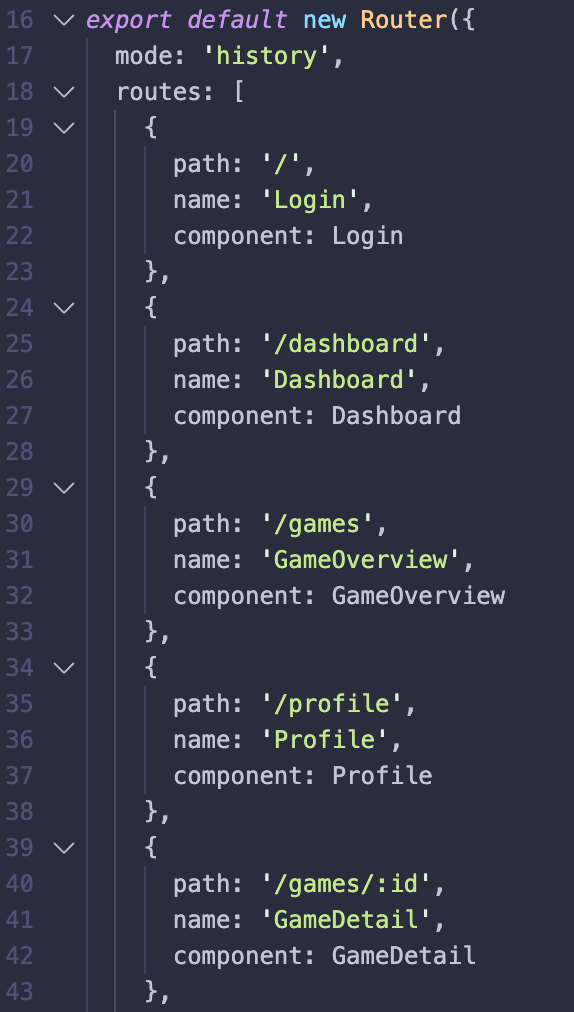 16 export default new Router({
17 mode: 'history',
18 routes: [
19 {
20 path: '/',
21 name: 'Login',
22 component: Login
23 },
24 {
25 path: '/dashboard',
26 name: 'Dashboard',
27 component: Dashboard
28 },
29 {
30 path: '/games',
31 name: 'GameOverview',
32 component: GameOverview
33 },
34 {
35 path: '/profile',
36 name: 'Profile',
37 component: Profile
38 },
39 {
40 path: '/games/:id',
41 name: 'GameDetail',
42 component: GameDetail
43 },